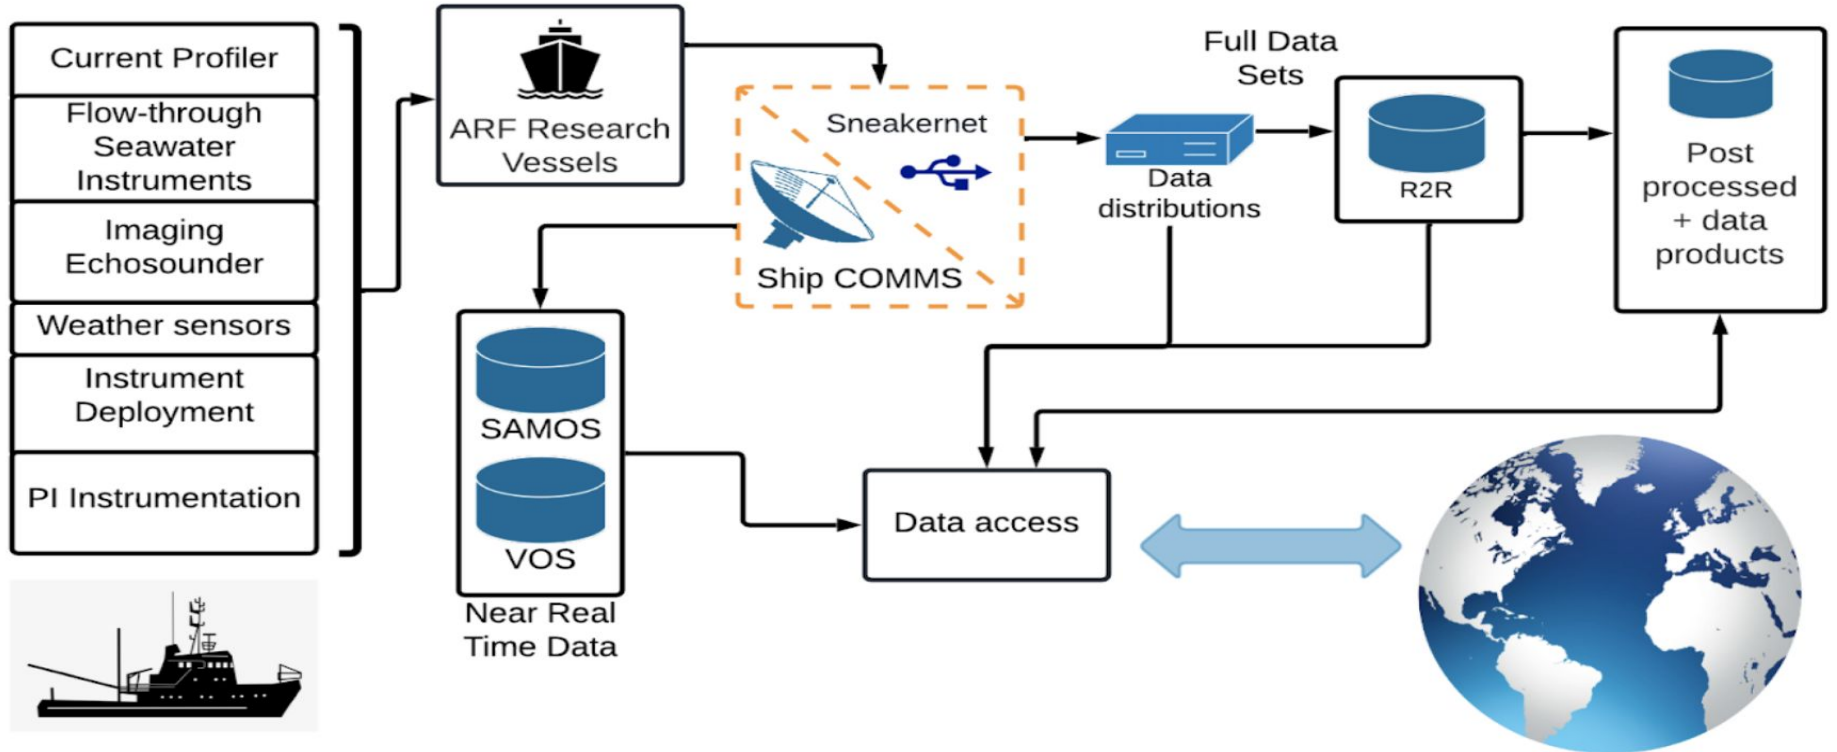 Current Profiler
Flow-through
Seawater
Instruments
Imaging
Echosounder
Weather sensors
Instrument
Deployment
PI Instrumentation
ARF Research
Vessels
Sneakernet
Ship COMMS
SAMOS
VOS
Near Real
Time Data
Data
distributions
Full Data
Sets
R2R
Post
processed
+ data
products
Data access